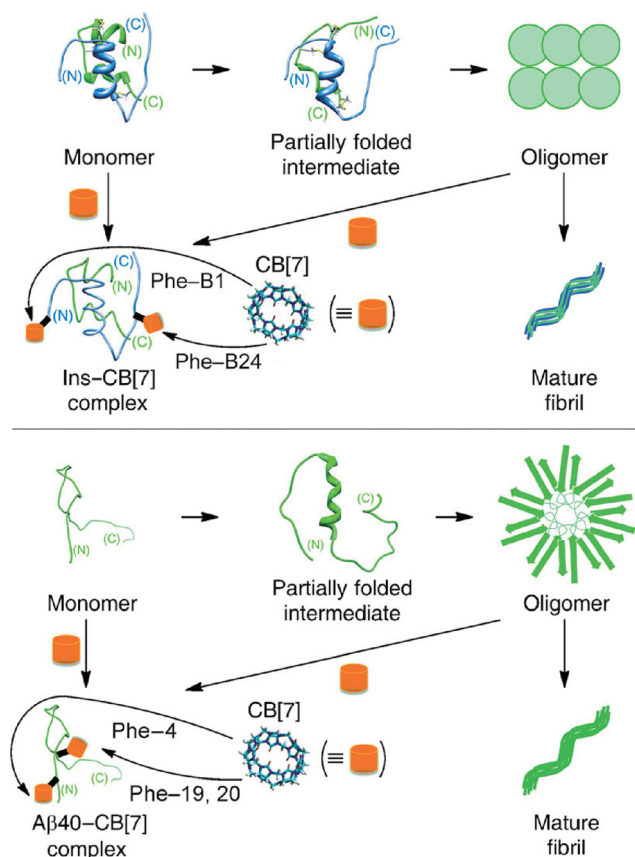 (C)
(N)
(N)
(C)
(N)
(C)
(C)
Monomer
Partially folded
intermediate
Oligomer
(C)
(N)
Phe–B1
CB[7]
(N)
(C)
(≡ )
Phe–B24
Ins–CB[7]
complex
Mature
fibril
(N)
(C)
(C)
(N)
Monomer
Partially folded
intermediate
Oligomer
Phe–4
CB[7]
(C)
(N)
(≡ )
Phe–19, 20
Aβ40–CB[7]
complex
Mature
fibril